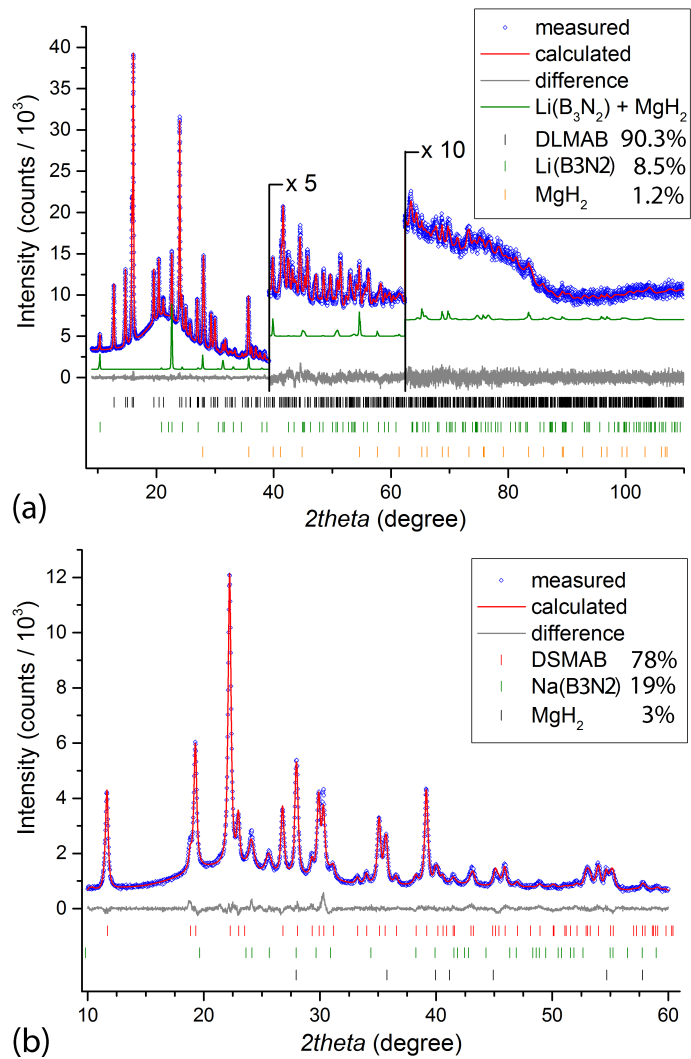 measured
calculated
difference
Li(B₃N₂) + MgH₂
DLMAB 90.3%
Li(B3N2) 8.5%
MgH₂ 1.2%
x 5
x 10
40
35
30
25
20
15
10
5
0
Intensity (counts / 10³)
20 40 60 80 100
2theta (degree)
(a)
measured
calculated
difference
DSMAB 78%
Na(B3N2) 19%
MgH₂ 3%
12
10
8
6
4
2
0
Intensity (counts / 10³)
10 20 30 40 50 60
2theta (degree)
(b)